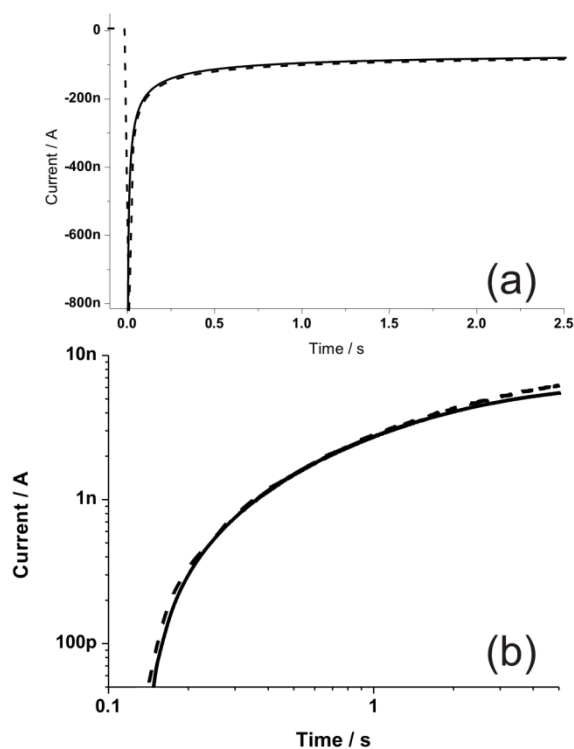 0
-200n
-400n
-600n
-800n
Current / A
(a)
0.0 0.5 1.0 1.5 2.0 2.5
Time / s
10n
1n
100p
Current / A
(b)
0.1 1
Time / s